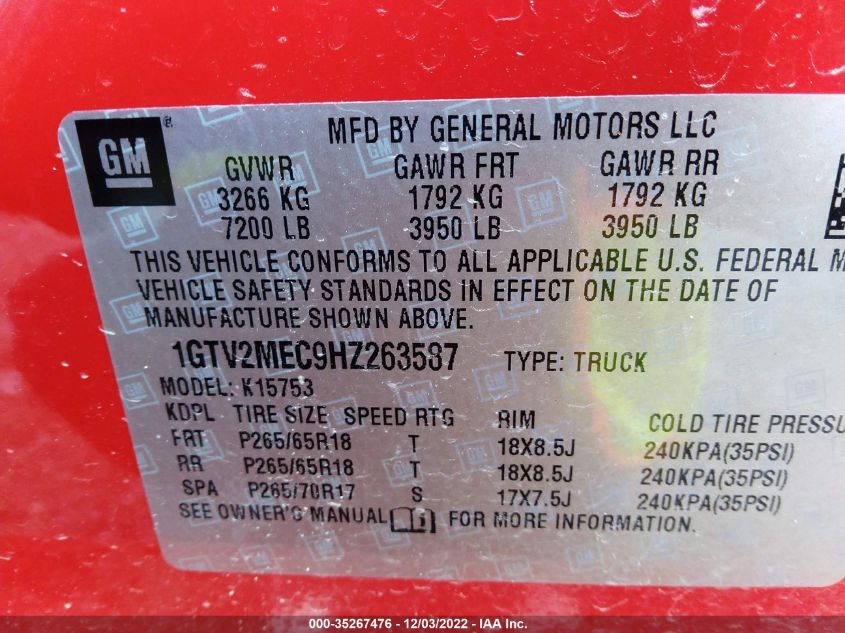 GM ®
MFD BY GENERAL MOTORS LLC
GVWR GAWR FRT GAWR RR
3266 KG 1792 KG 1792 KG
7200 LB 3950 LB 3950 LB
THIS VEHICLE CONFORMS TO ALL APPLICABLE U.S. FEDERAL M
VEHICLE SAFETY STANDARDS IN EFFECT ON THE DATE OF
MANUFACTURE SHOWN ABOVE.
1GTV2MEC9HZ263587 TYPE: TRUCK
MODEL: K15753
KDPL TIRE SIZE SPEED RTG RIM COLD TIRE PRESSU
FRT P265/65R18 T 18X8.5J 240KPA(35PSI)
RR P265/65R18 T 18X8.5J 240KPA(35PSI)
SPA P265/70R17 S 17X7.5J 240KPA(35PSI)
SEE OWNER'S MANUAL FOR MORE INFORMATION.
000-35267476 - 12/03/2022 - IAA Inc.